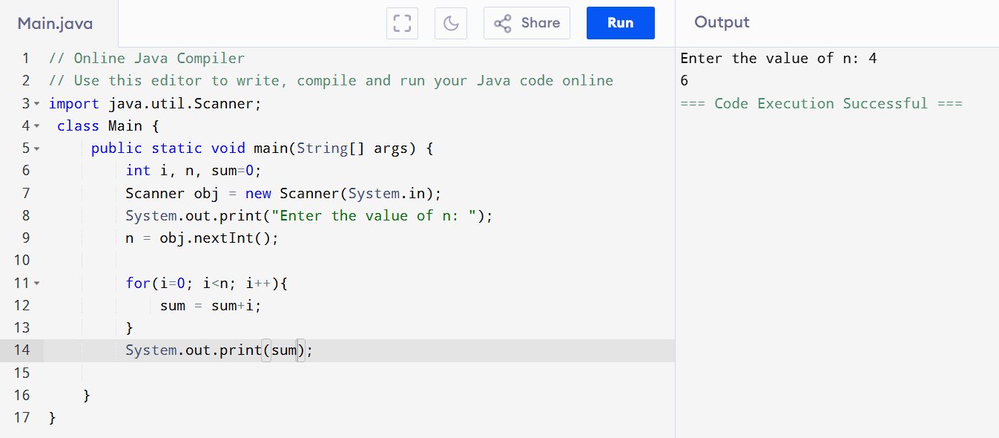 Main.java
Share
Run
Output
1 // Online Java Compiler
2 // Use this editor to write, compile and run your Java code online
3 import java.util.Scanner;
4 class Main {
5 public static void main(String[] args) {
6 int i, n, sum=0;
7 Scanner obj = new Scanner(System.in);
8 System.out.print("Enter the value of n: ");
9 n = obj.nextInt();
10
11 for(i=0; i<n; i++){
12 sum = sum+i;
13 }
14 System.out.print(sum);
15
16 }
17 }
Enter the value of n: 4
6
=== Code Execution Successful ===